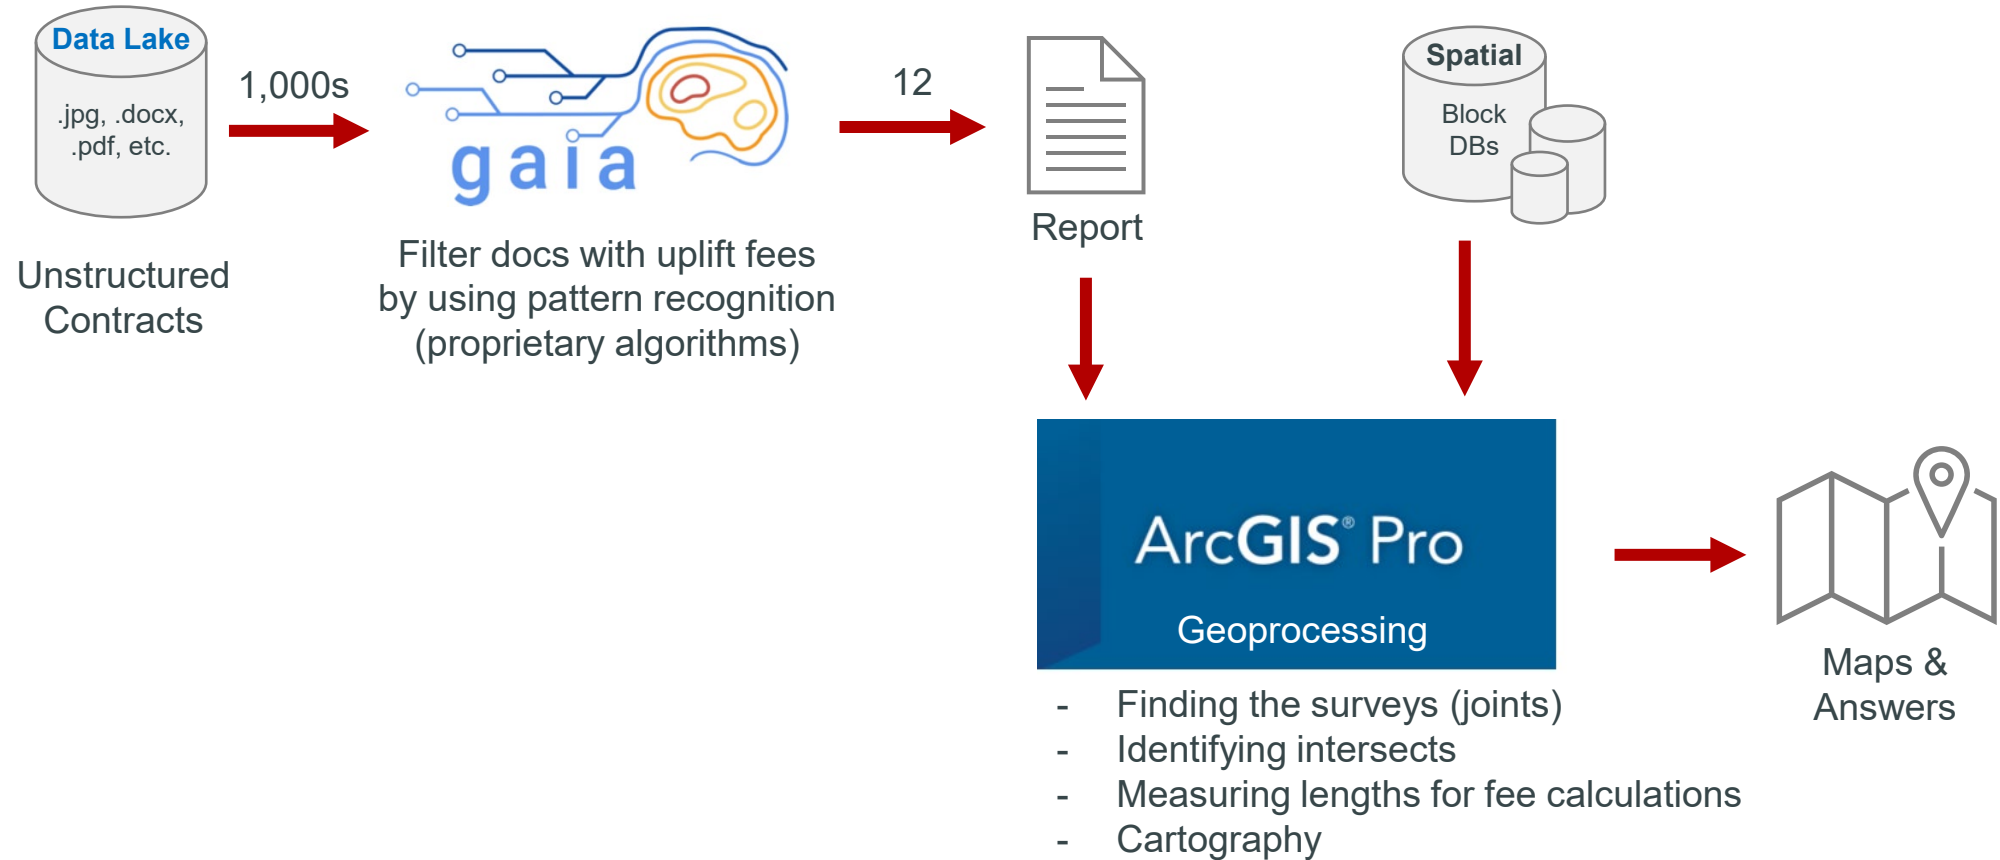 Data Lake
.jpg, .docx,
.pdf, etc.
Unstructured
Contracts
1,000s
gaia
Filter docs with uplift fees
by using pattern recognition
(proprietary algorithms)
12
Report
Spatial
Block
DBs
ArcGIS® Pro
Geoprocessing
- Finding the surveys (joints)
- Identifying intersects
- Measuring lengths for fee calculations
- Cartography
Maps &
Answers